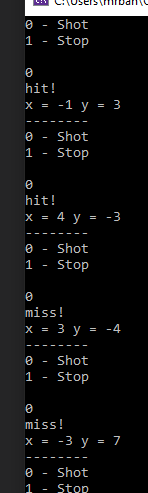 C:\Users\mrban\
0 - Shot
1 - Stop
0
hit!
x = -1 y = 3
--------
0 - Shot
1 - Stop
0
hit!
x = 4 y = -3
--------
0 - Shot
1 - Stop
0
miss!
x = 3 y = -4
--------
0 - Shot
1 - Stop
0
miss!
x = -3 y = 7
--------
0 - Shot
1 - Stop